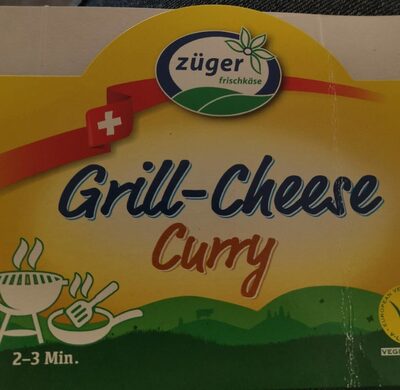 züger
frischkäse
Grill-Cheese
Curry
2-3 Min.